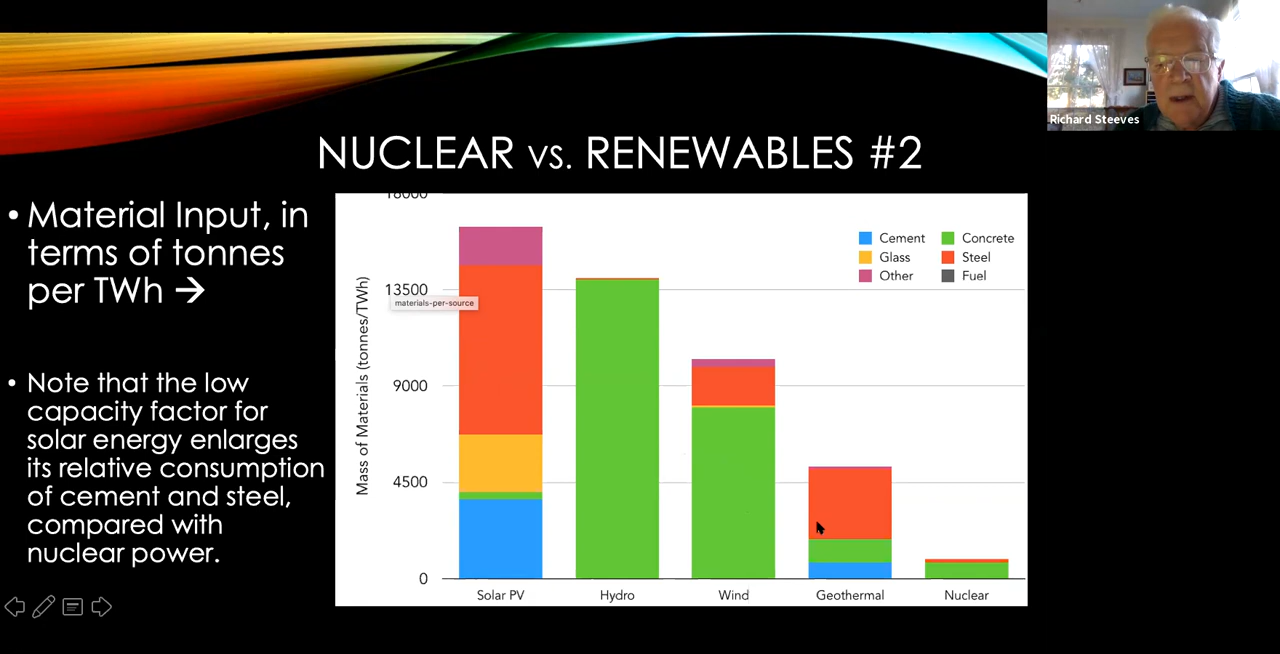 Richard Steeves
NUCLEAR VS. RENEWABLES #2
• Material Input, in
terms of tonnes
per TWh →
• Note that the low
capacity factor for
solar energy enlarges
its relative consumption
of cement and steel,
compared with
nuclear power.
Mass of Materials (tonnes/TWh)
18000
13500
9000
4500
0
materials-per-source
Cement
Concrete
Glass
Steel
Other
Fuel
Solar PV
Hydro
Wind
Geothermal
Nuclear